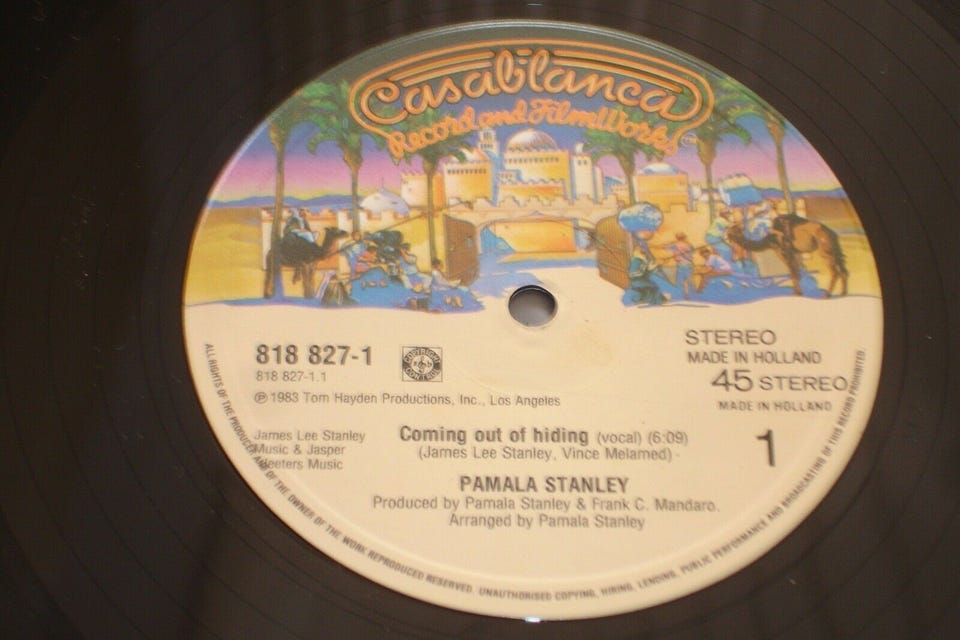 Casablanca
Record and FilmWorks
TM
818 827-1
818 827-1.1
COPYRIGHT
CONTROL
℗ 1983 Tom Hayden Productions, Inc., Los Angeles
STEREO
MADE IN HOLLAND
45 STEREO
MADE IN HOLLAND
1
James Lee Stanley
Music & Jasper
Jeeters Music
Coming out of hiding (vocal) (6:09)
(James Lee Stanley, Vince Melamed)
PAMALA STANLEY
Produced by Pamala Stanley & Frank C. Mandaro.
Arranged by Pamala Stanley
ALL RIGHTS OF THE PRODUCER AND OF THE OWNER OF THE WORK REPRODUCED RESERVED. UNAUTHORISED COPYING, HIRING, LENDING, PUBLIC PERFORMANCE AND BROADCASTING OF THIS RECORD PROHIBITED.